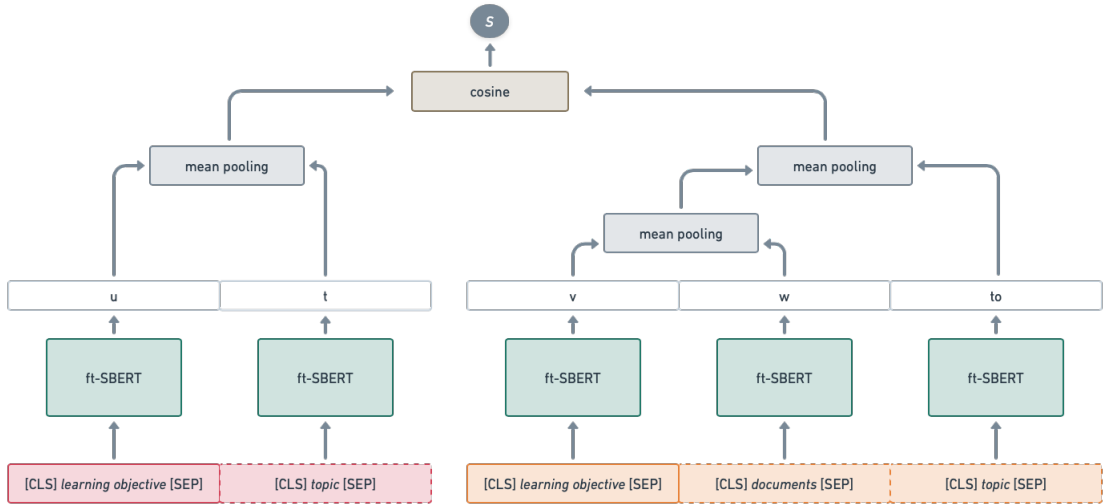 s
cosine
mean pooling
mean pooling
mean pooling
u
t
v
w
to
ft-SBERT
ft-SBERT
ft-SBERT
ft-SBERT
ft-SBERT
[CLS] learning objective [SEP]
[CLS] topic [SEP]
[CLS] learning objective [SEP]
[CLS] documents [SEP]
[CLS] topic [SEP]